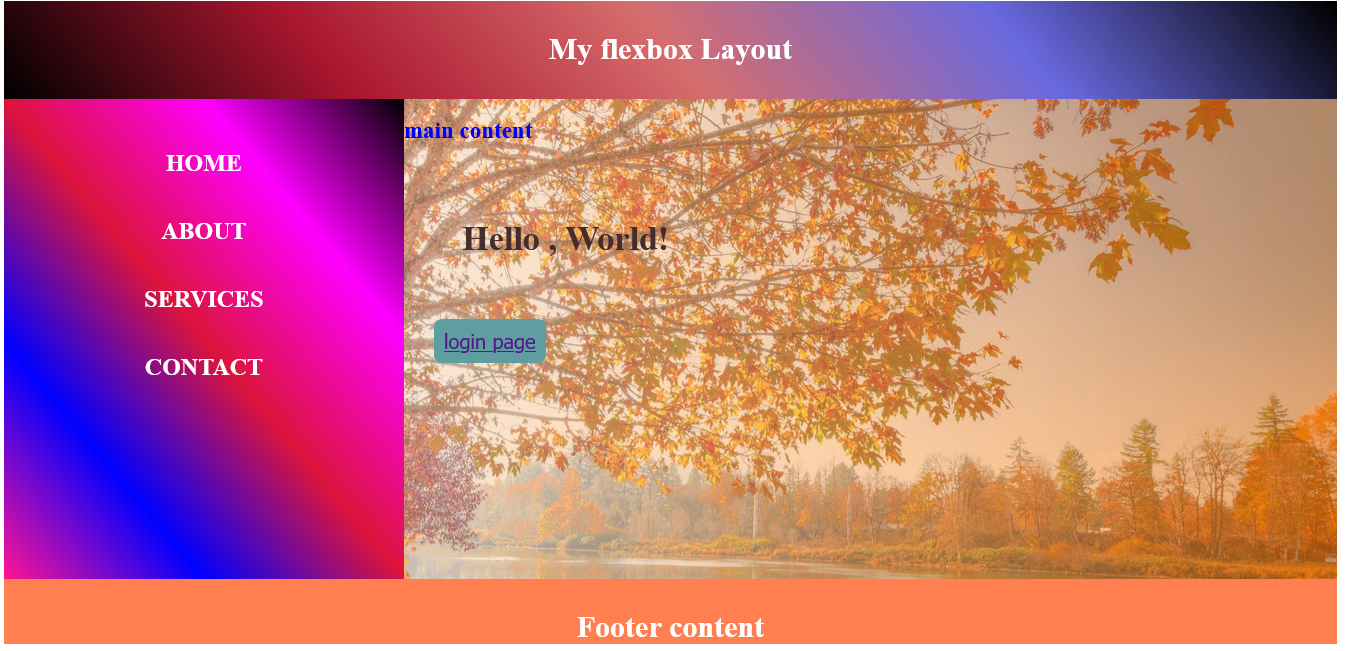 My flexbox Layout
HOME
ABOUT
SERVICES
CONTACT
main content
Hello , World!
login page
Footer content